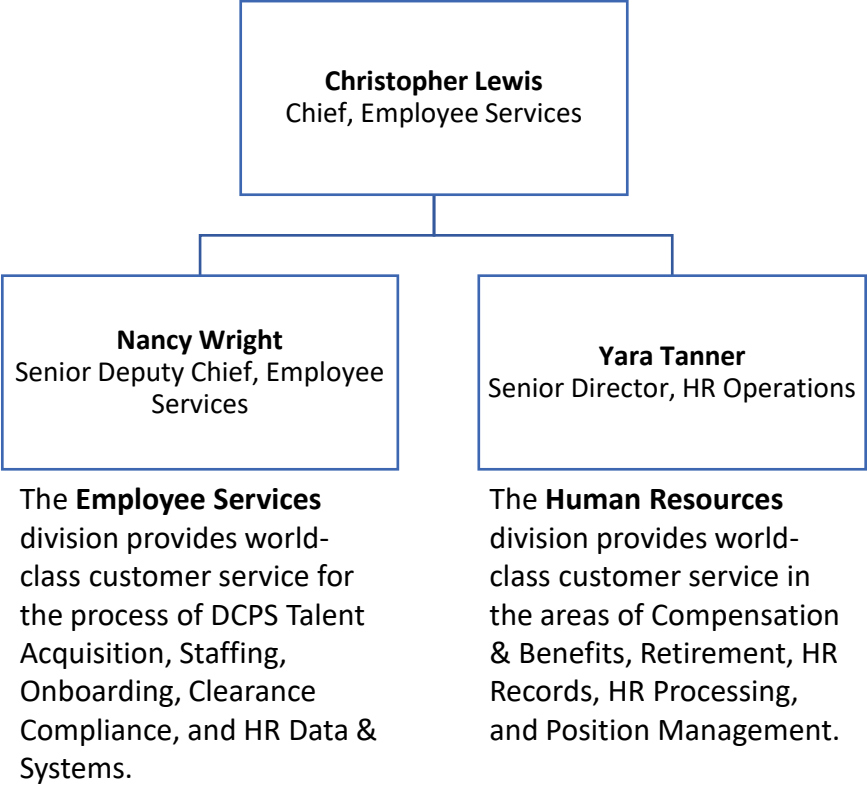 Christopher Lewis
Chief, Employee Services
Nancy Wright
Senior Deputy Chief, Employee
Services
Yara Tanner
Senior Director, HR Operations
The Employee Services
division provides world-
class customer service for
the process of DCPS Talent
Acquisition, Staffing,
Onboarding, Clearance
Compliance, and HR Data &
Systems.
The Human Resources
division provides world-
class customer service in
the areas of Compensation
& Benefits, Retirement, HR
Records, HR Processing,
and Position Management.